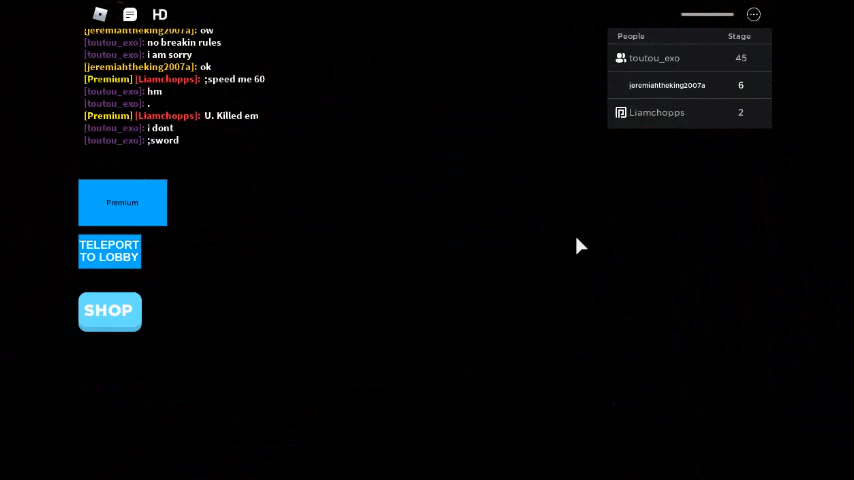 HD
[jeremiahtheking2007a]: ow
[toutou_exo]: no breakin rules
[toutou_exo]: i am sorry
[jeremiahtheking2007a]: ok
[Premium] [Liamchopps]: ;speed me 60
[toutou_exo]: hm
[toutou_exo]: .
[Premium] [Liamchopps]: U. Killed em
[toutou_exo]: i dont
[toutou_exo]: ;sword
People Stage
toutou_exo 45
jeremiahtheking2007a 6
Liamchopps 2
Premium
TELEPORT
TO LOBBY
SHOP